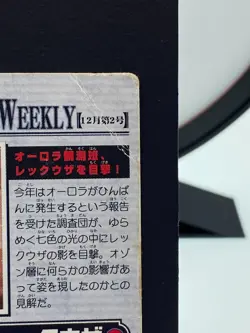 WEEKLY【12月第2号】
オーロラ観測班、
レックウザを目撃！
今年はオーロラがひんぱ
んに発生するという報告
を受けた調査団が、ゆら
めく七色の光の中にレッ
クウザの影を目撃。オゾ
ン層に何らかの影響があ
って姿を現したのかとの
見解だ。